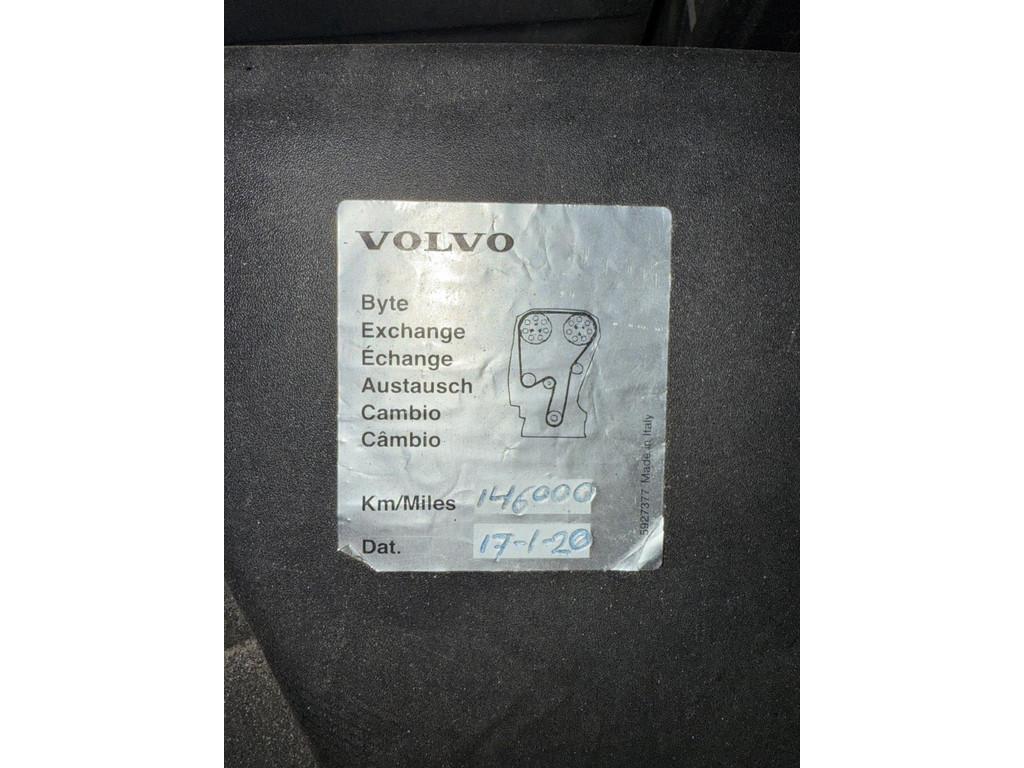 VOLVO
Byte
Exchange
Échange
Austausch
Cambio
Câmbio
Km/Miles 146000
Dat. 17-1-20
5927377 Made in Italy